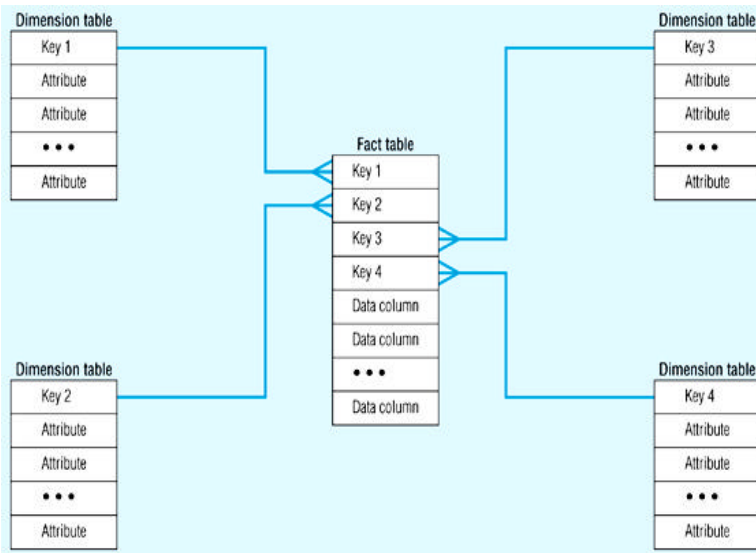 Dimension table
Key 1
Attribute
Attribute
•••
Attribute
Dimension table
Key 3
Attribute
Attribute
•••
Attribute
Fact table
Key 1
Key 2
Key 3
Key 4
Data column
Data column
•••
Data column
Dimension table
Key 2
Attribute
Attribute
•••
Attribute
Dimension table
Key 4
Attribute
Attribute
•••
Attribute